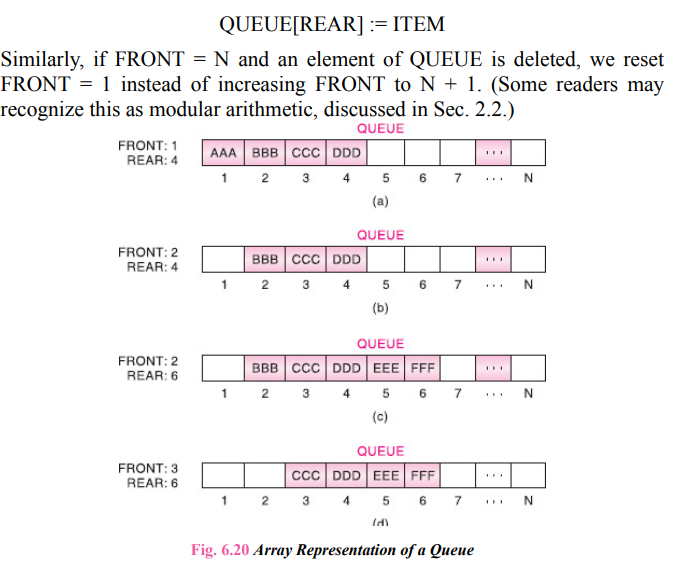 QUEUE[REAR] := ITEM
Similarly, if FRONT = N and an element of QUEUE is deleted, we reset
FRONT = 1 instead of increasing FRONT to N + 1. (Some readers may
recognize this as modular arithmetic, discussed in Sec. 2.2.)
QUEUE
FRONT: 1
REAR: 4
AAA BBB CCC DDD ...
1 2 3 4 5 6 7 ... N
(a)
QUEUE
FRONT: 2
REAR: 4
BBB CCC DDD ...
1 2 3 4 5 6 7 ... N
(b)
QUEUE
FRONT: 2
REAR: 6
BBB CCC DDD EEE FFF ...
1 2 3 4 5 6 7 ... N
(c)
QUEUE
FRONT: 3
REAR: 6
CCC DDD EEE FFF ...
1 2 3 4 5 6 7 ... N
(d)
Fig. 6.20 Array Representation of a Queue